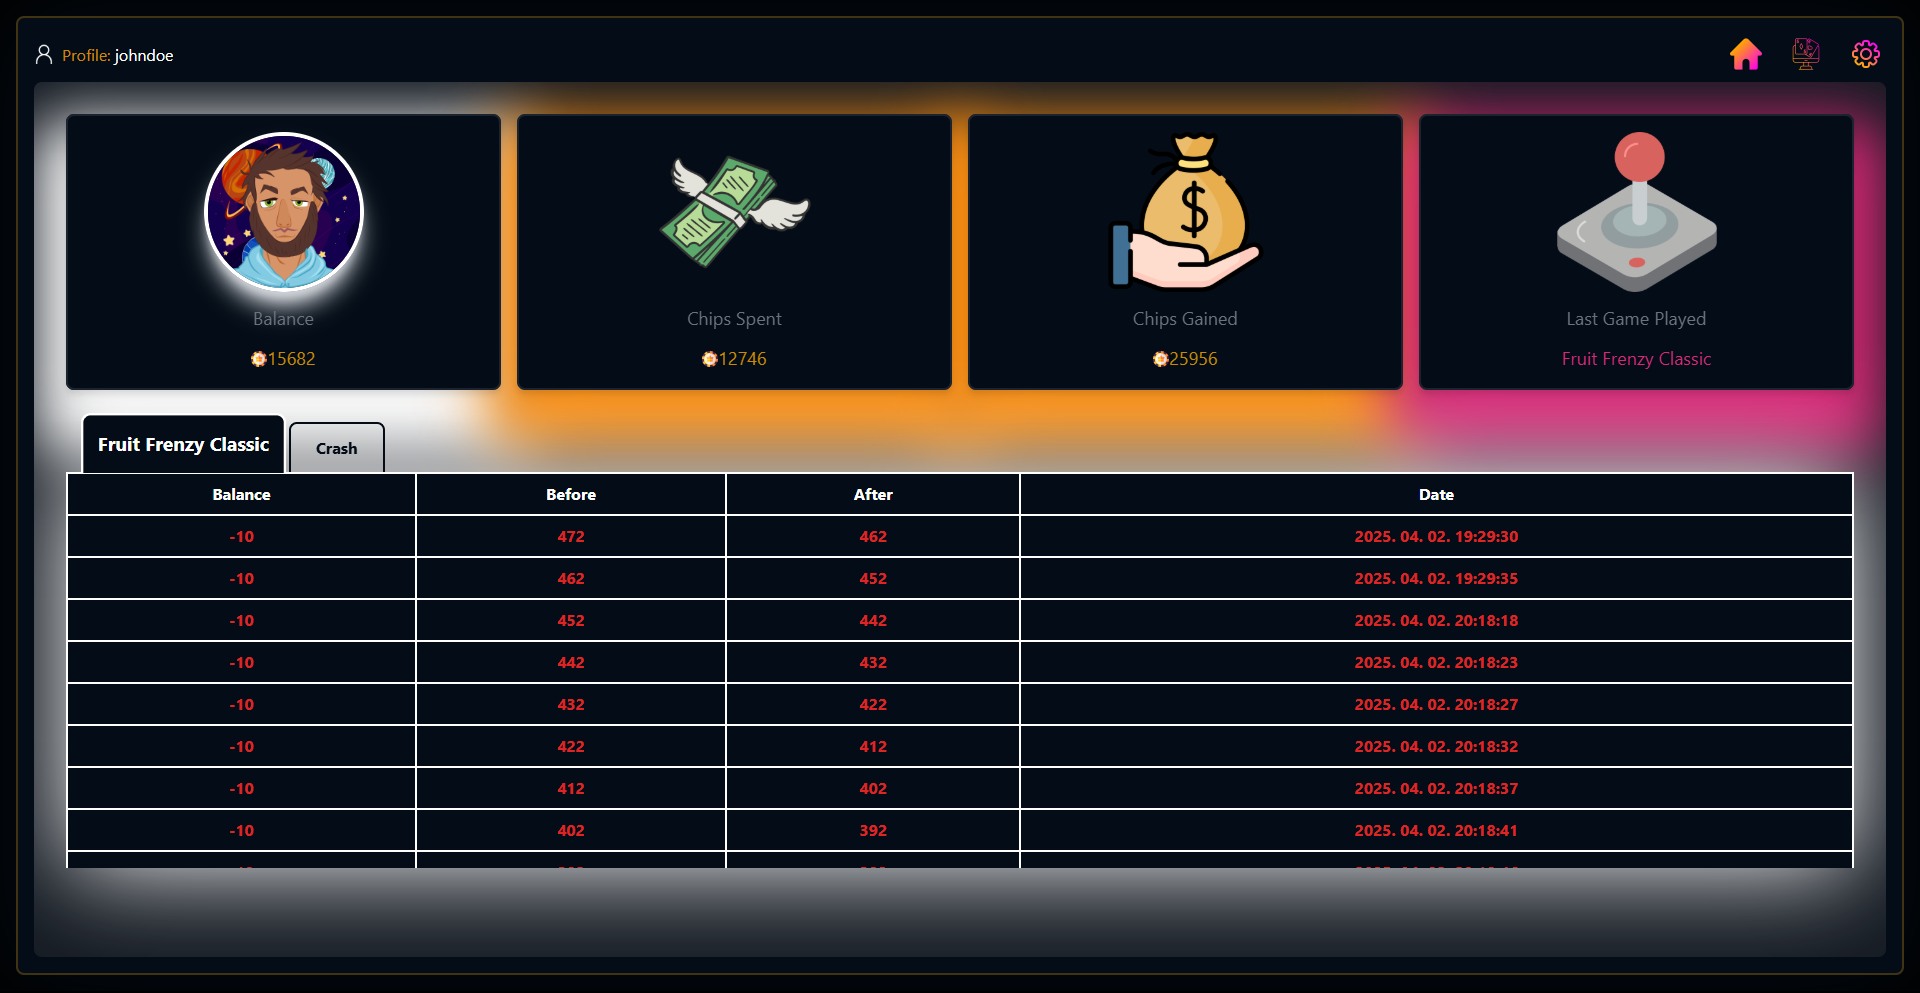 Profile: johndoe
Balance
15682
Chips Spent
12746
Chips Gained
25956
Last Game Played
Fruit Frenzy Classic
Fruit Frenzy Classic Crash
Balance Before After Date
-10 472 462 2025. 04. 02. 19:29:30
-10 462 452 2025. 04. 02. 19:29:35
-10 452 442 2025. 04. 02. 20:18:18
-10 442 432 2025. 04. 02. 20:18:23
-10 432 422 2025. 04. 02. 20:18:27
-10 422 412 2025. 04. 02. 20:18:32
-10 412 402 2025. 04. 02. 20:18:37
-10 402 392 2025. 04. 02. 20:18:41